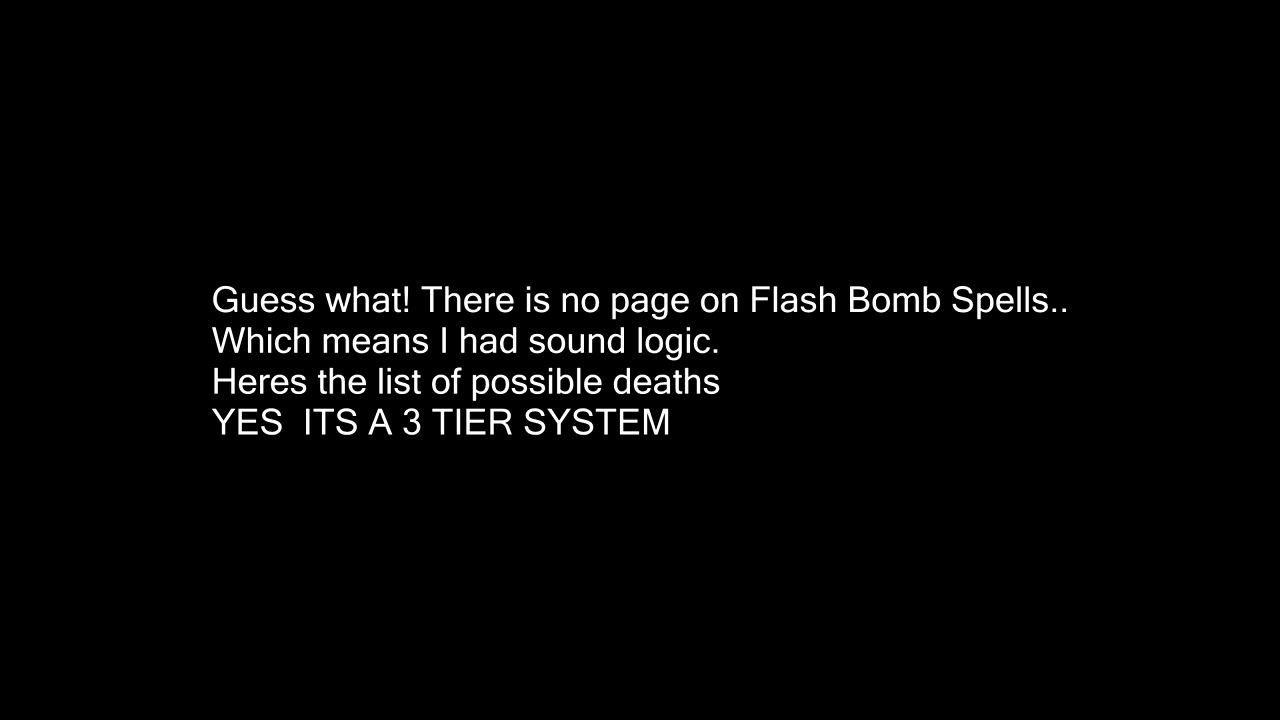 Guess what! There is no page on Flash Bomb Spells..
Which means I had sound logic.
Heres the list of possible deaths
YES  ITS A 3 TIER SYSTEM